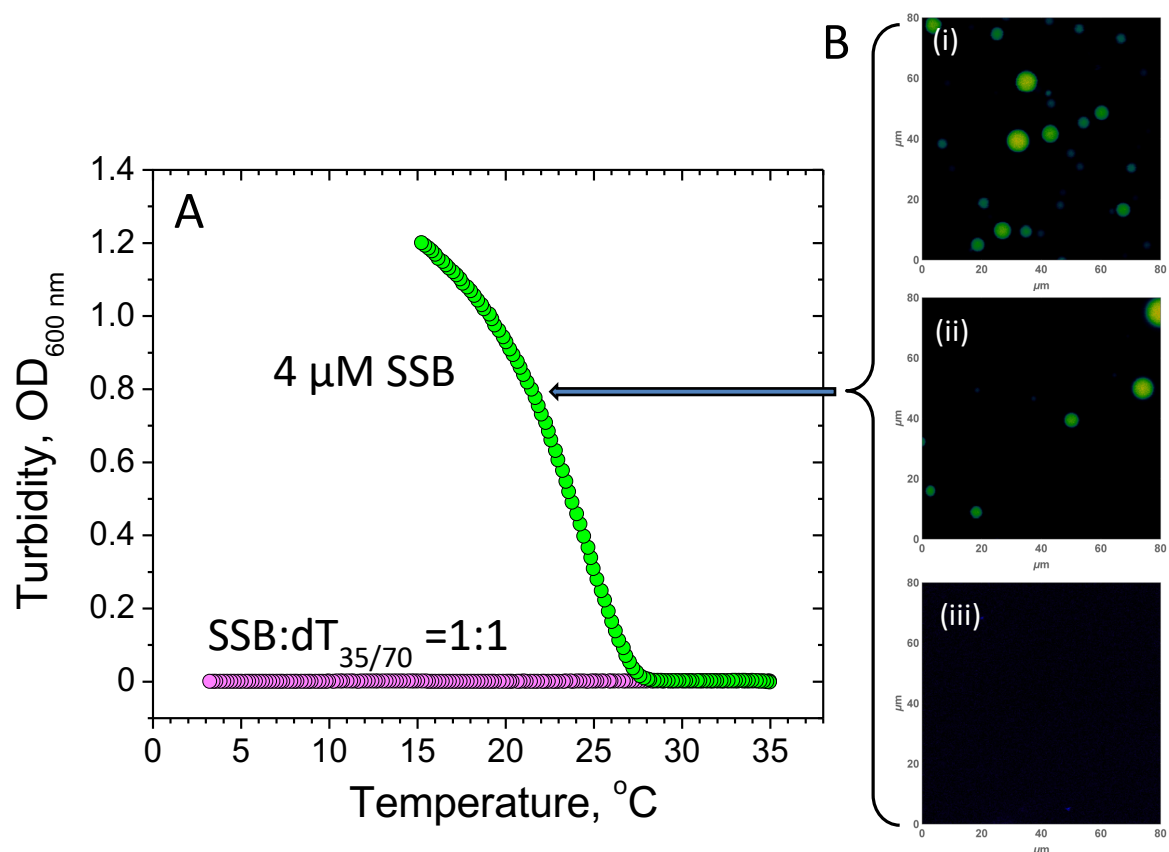 A
Turbidity, OD600 nm
1.4
1.2
1.0
0.8
0.6
0.4
0.2
0
4 μM SSB
SSB:dT35/70 =1:1
0 5 10 15 20 25 30 35
Temperature, oC
B
(i)
80
60
40
20
0
μm
0 20 40 60 80
μm
(ii)
80
60
40
20
0
μm
0 20 40 60 80
μm
(iii)
80
60
40
20
0
μm
0 20 40 60 80
μm